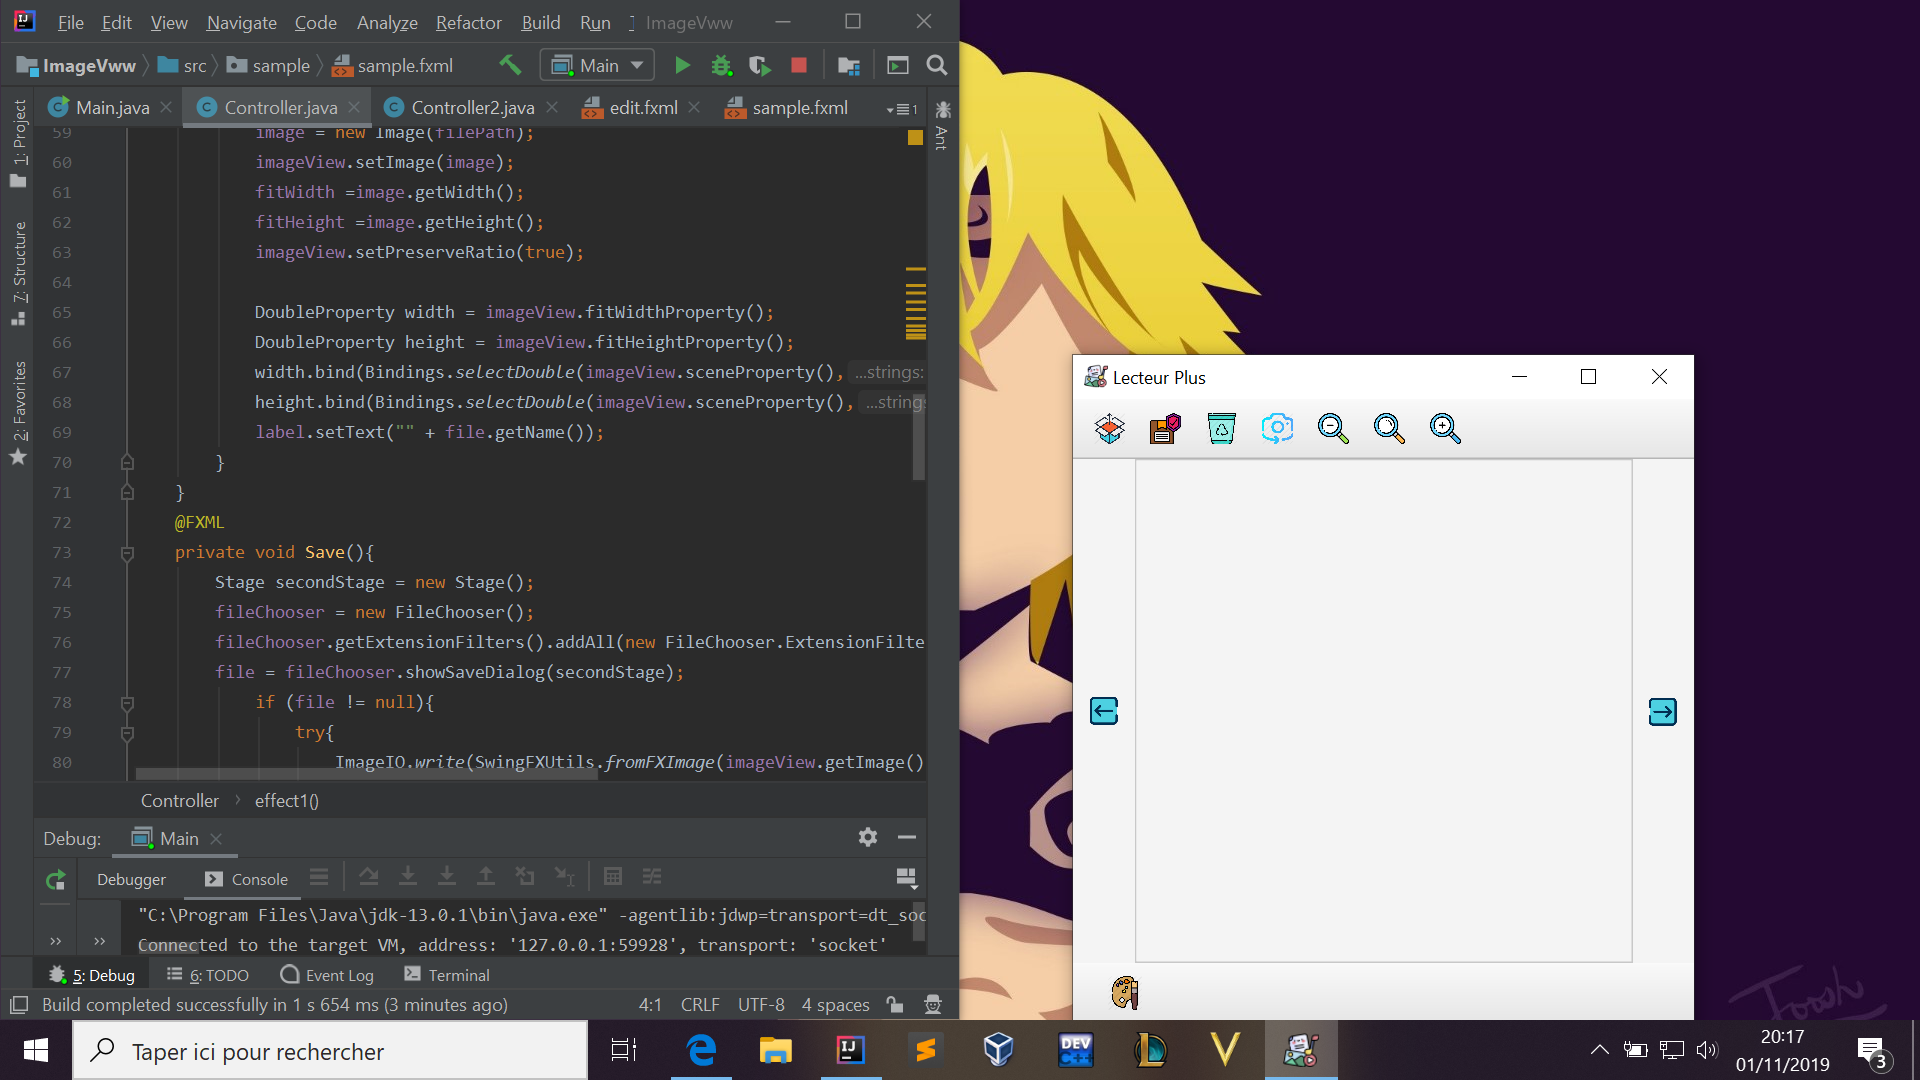 File Edit View Navigate Code Analyze Refactor Build Run ImageVww
ImageVww src sample sample.fxml Main
Main.java Controller.java Controller2.java edit.fxml sample.fxml 1
1: Project
7: Structure
2: Favorites
Ant
59 image = new Image(filePath);
60 imageView.setImage(image);
61 fitWidth =image.getWidth();
62 fitHeight =image.getHeight();
63 imageView.setPreserveRatio(true);
64
65 DoubleProperty width = imageView.fitWidthProperty();
66 DoubleProperty height = imageView.fitHeightProperty();
67 width.bind(Bindings.selectDouble(imageView.sceneProperty(), ...strings:
68 height.bind(Bindings.selectDouble(imageView.sceneProperty(), ...string
69 label.setText("" + file.getName());
70 }
71 }
72 @FXML
73 private void Save(){
74 Stage secondStage = new Stage();
75 fileChooser = new FileChooser();
76 fileChooser.getExtensionFilters().addAll(new FileChooser.ExtensionFilte
77 file = fileChooser.showSaveDialog(secondStage);
78 if (file != null){
79 try{
80 ImageIO.write(SwingFXUtils.fromFXImage(imageView.getImage()
Controller effect1()
Debug: Main
Debugger Console
"C:\Program Files\Java\jdk-13.0.1\bin\java.exe" -agentlib:jdwp=transport=dt_soc
Connected to the target VM, address: '127.0.0.1:59928', transport: 'socket'
5: Debug 6: TODO Event Log Terminal
Build completed successfully in 1 s 654 ms (3 minutes ago) 4:1 CRLF UTF-8 4 spaces
Lecteur Plus
Taper ici pour rechercher
IJ
DEV C++
20:17
01/11/2019
3